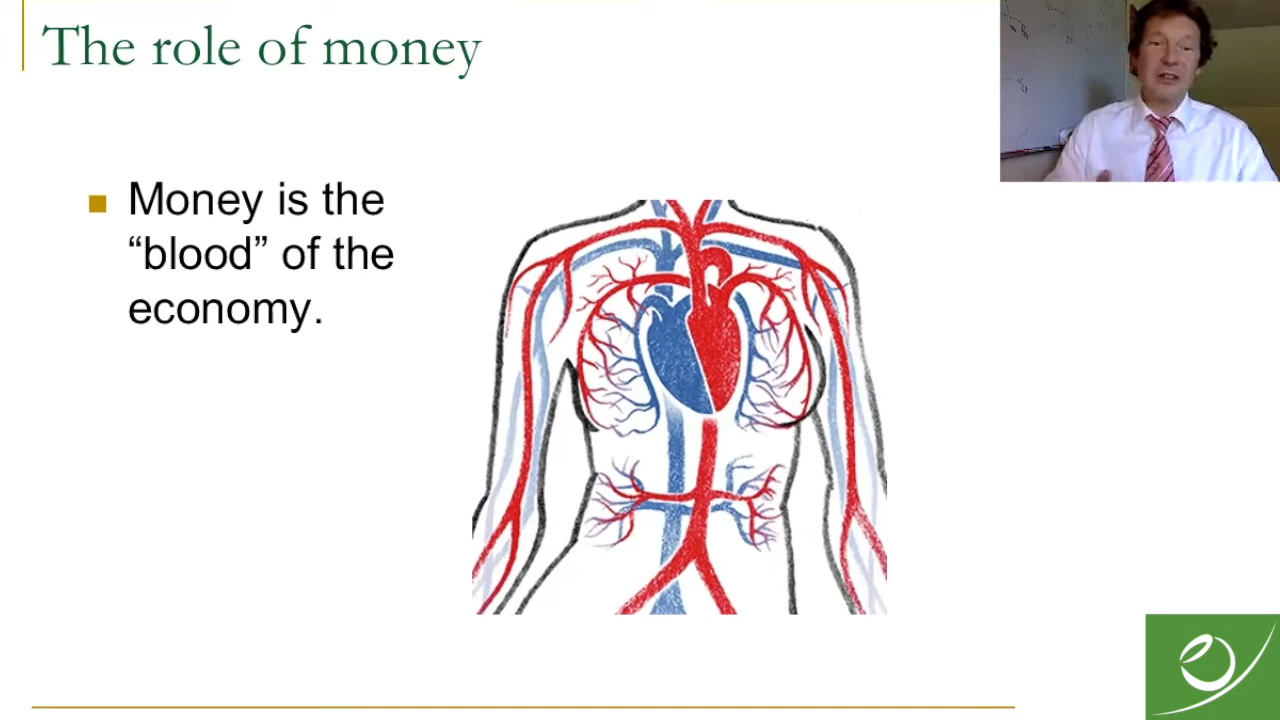 The role of money
Money is the
“blood” of the
economy.